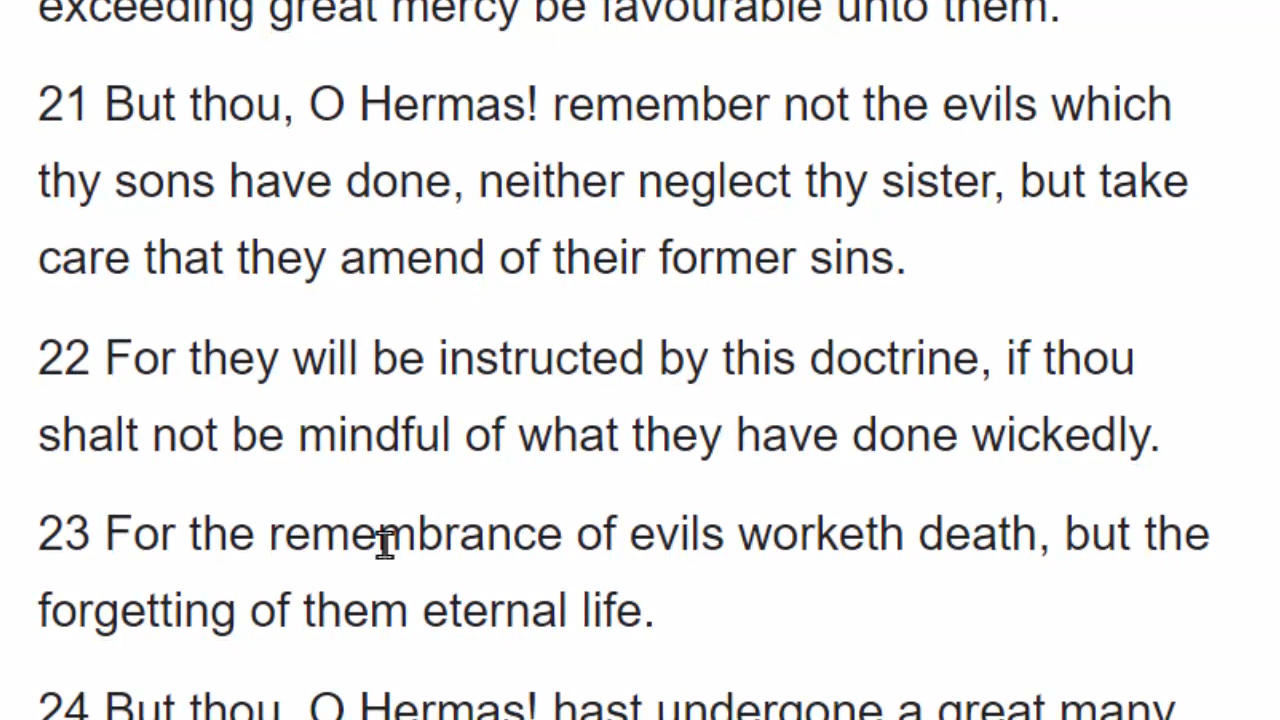 exceeding great mercy be favourable unto them.
21 But thou, O Hermas! remember not the evils which
thy sons have done, neither neglect thy sister, but take
care that they amend of their former sins.
22 For they will be instructed by this doctrine, if thou
shalt not be mindful of what they have done wickedly.
23 For the remembrance of evils worketh death, but the
forgetting of them eternal life.
24 But thou, O Hermas! hast undergone a great many